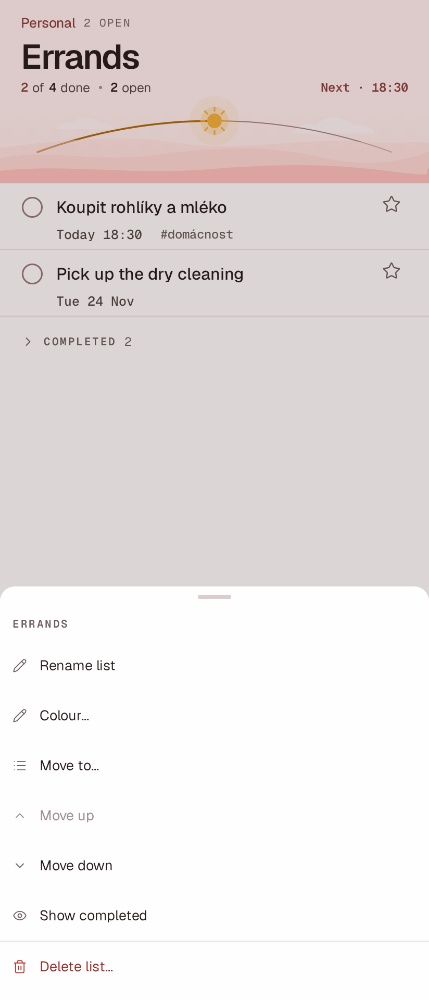 Personal 2 OPEN
Errands
2 of 4 done • 2 open Next · 18:30
Koupit rohlíky a mléko
Today 18:30 #domácnost
Pick up the dry cleaning
Tue 24 Nov
COMPLETED 2
ERRANDS
Rename list
Colour…
Move to…
Move up
Move down
Show completed
Delete list…